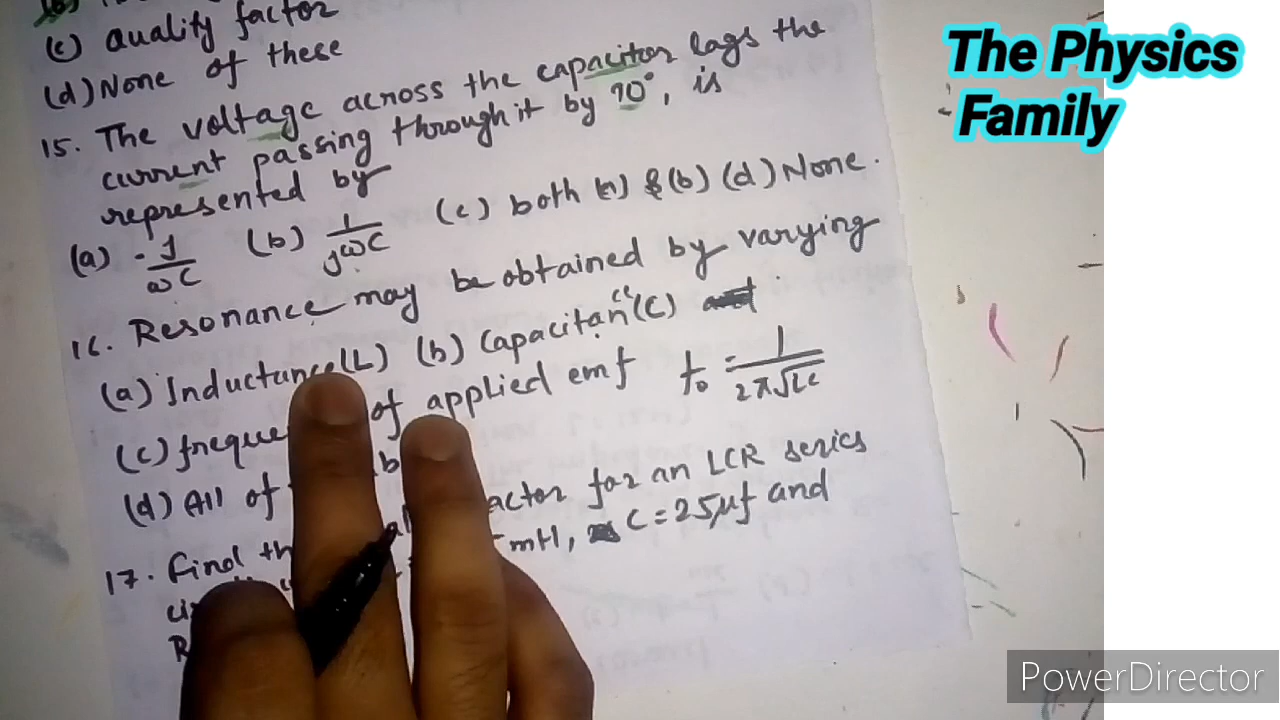 (c) Quality factor
(d) None of these
15. The voltage across the capacitor lags the
current passing through it by 90°, is
represented by
(a) -1/ωC (b) 1/jωC (c) both (a) & (b) (d) None.
16. Resonance may be obtained by varying
(a) Inductance(L) (b) Capacitance(C)
(c) freque of applied emf f₀ = 1/2π√LC
(d) All of
17. Find th actor for an LCR series
mH, C = 25μf and
R
The Physics
Family
PowerDirector